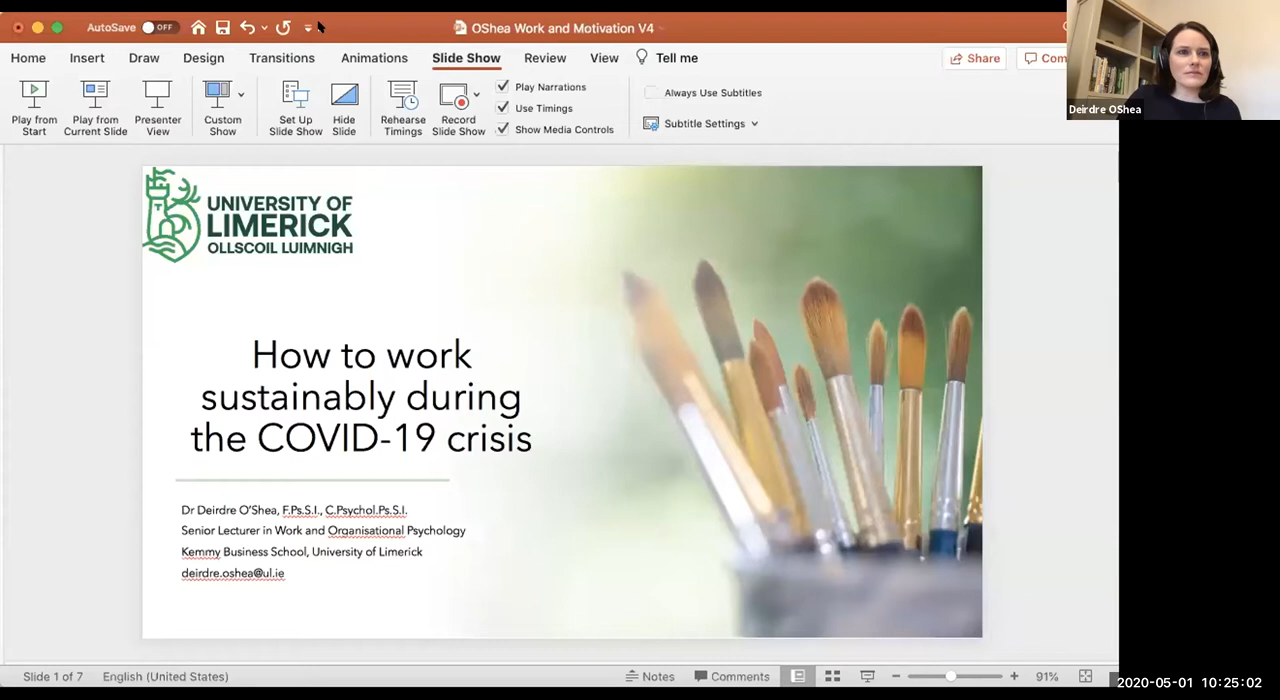 AutoSave OFF
OShea Work and Motivation V4
Home Insert Draw Design Transitions Animations Slide Show Review View Tell me
Share
Com
Play from Start
Play from Current Slide
Presenter View
Custom Show
Set Up Slide Show
Hide Slide
Rehearse Timings
Record Slide Show
Play Narrations
Use Timings
Show Media Controls
Always Use Subtitles
Subtitle Settings
Deirdre OShea
UNIVERSITY OF
LIMERICK
OLLSCOIL LUIMNIGH
How to work
sustainably during
the COVID-19 crisis
Dr Deirdre O'Shea, F.Ps.S.I., C.Psychol.Ps.S.I.
Senior Lecturer in Work and Organisational Psychology
Kemmy Business School, University of Limerick
deirdre.oshea@ul.ie
Slide 1 of 7 English (United States) Notes Comments 91%
2020-05-01 10:25:02